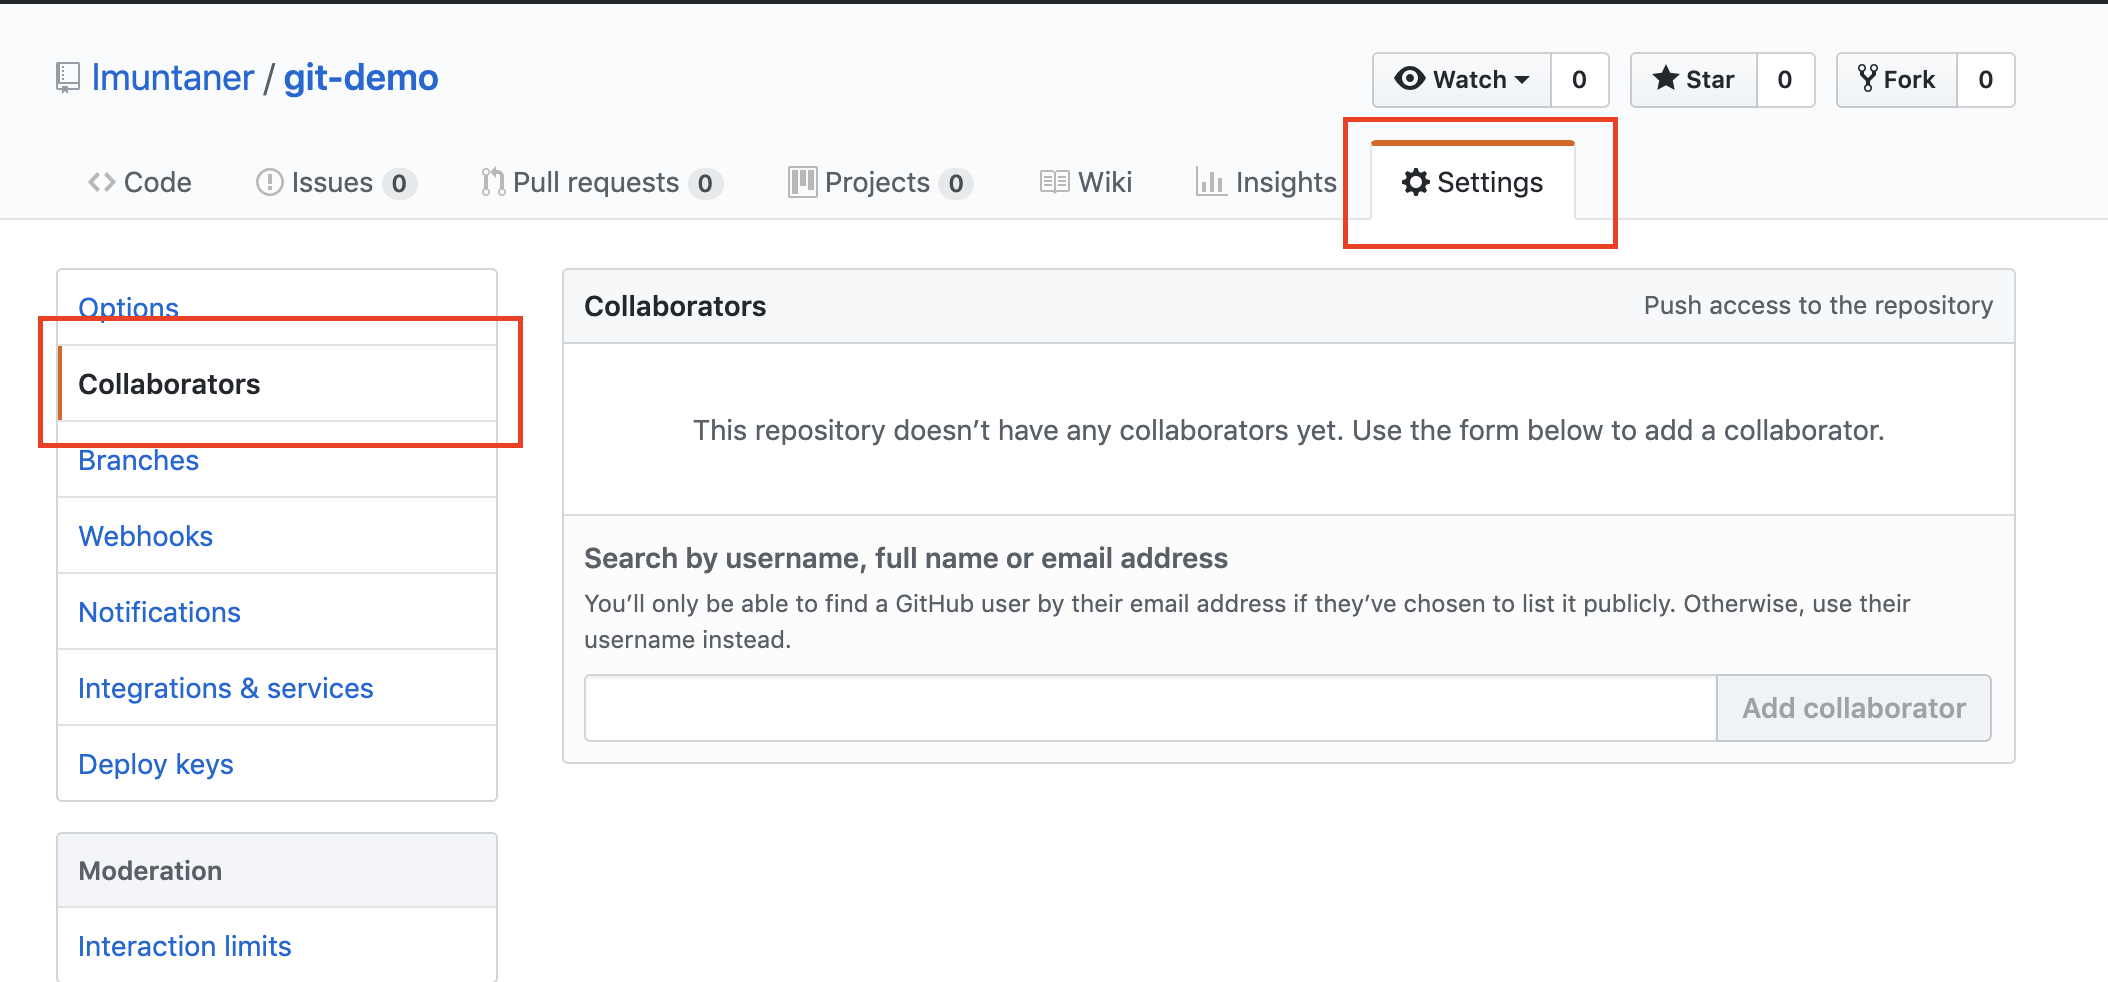 lmuntaner / git-demo
Watch 0 Star 0 Fork 0
Code Issues 0 Pull requests 0 Projects 0 Wiki Insights Settings
Options
Collaborators
Branches
Webhooks
Notifications
Integrations & services
Deploy keys
Moderation
Interaction limits
Collaborators Push access to the repository
This repository doesn’t have any collaborators yet. Use the form below to add a collaborator.
Search by username, full name or email address
You’ll only be able to find a GitHub user by their email address if they’ve chosen to list it publicly. Otherwise, use their
username instead.
Add collaborator